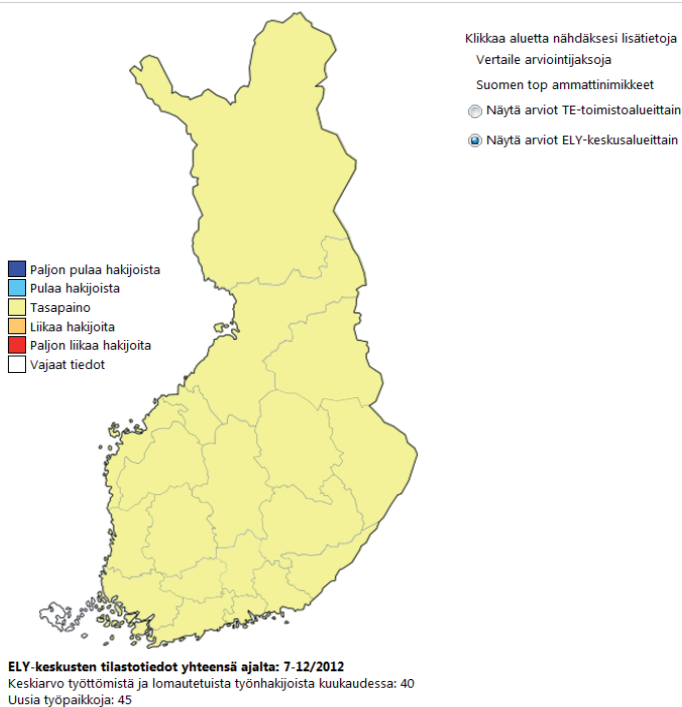 Klikkaa aluetta nähdäksesi lisätietoja
Vertaile arviointijaksoja
Suomen top ammattinimikkeet
Näytä arviot TE-toimistoalueittain
Näytä arviot ELY-keskusalueittain
Paljon pulaa hakijoista
Pulaa hakijoista
Tasapaino
Liikaa hakijoita
Paljon liikaa hakijoita
Vajaat tiedot
ELY-keskusten tilastotiedot yhteensä ajalta: 7-12/2012
Keskiarvo työttömistä ja lomautetuista työnhakijoista kuukaudessa: 40
Uusia työpaikkoja: 45